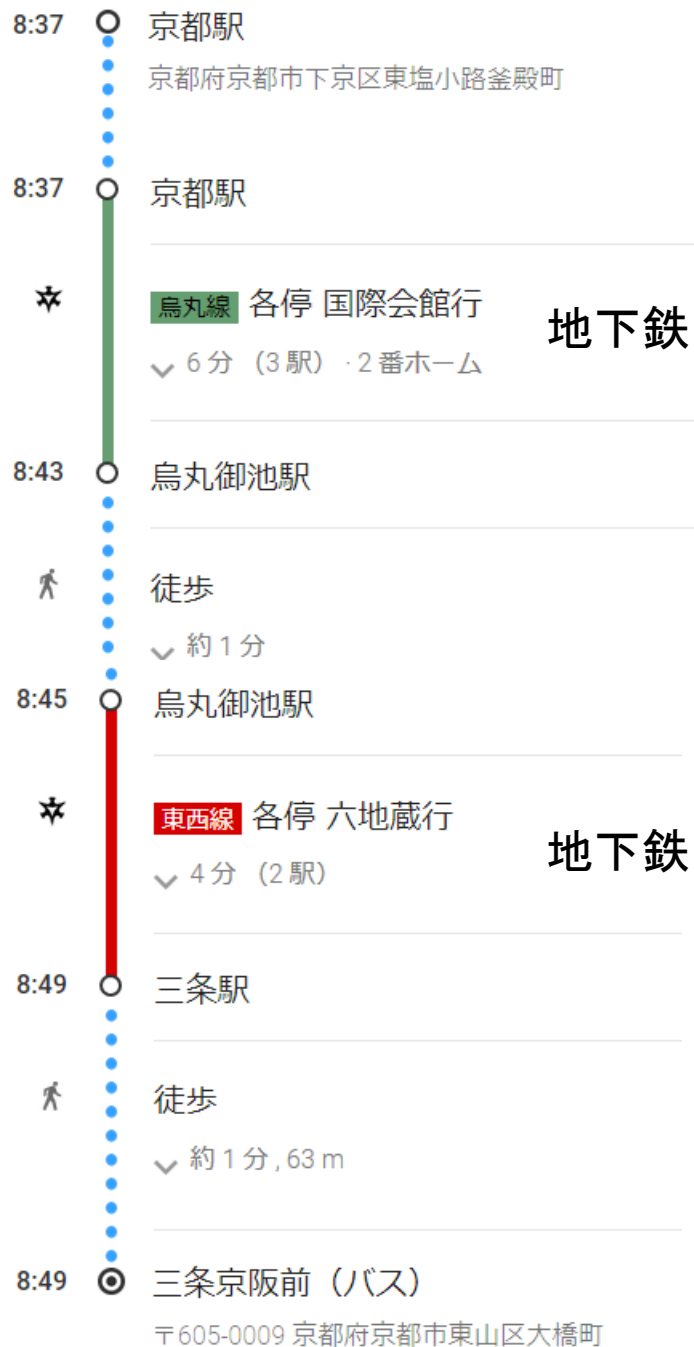 8:37 京都駅
京都府京都市下京区東塩小路釜殿町
8:37 京都駅
烏丸線 各停 国際会館行
地下鉄
6 分 （3 駅） · 2 番ホーム
8:43 烏丸御池駅
徒歩
約 1 分
8:45 烏丸御池駅
東西線 各停 六地蔵行
地下鉄
4 分 （2 駅）
8:49 三条駅
徒歩
約 1 分 , 63 m
8:49 三条京阪前（バス）
〒605-0009 京都府京都市東山区大橋町